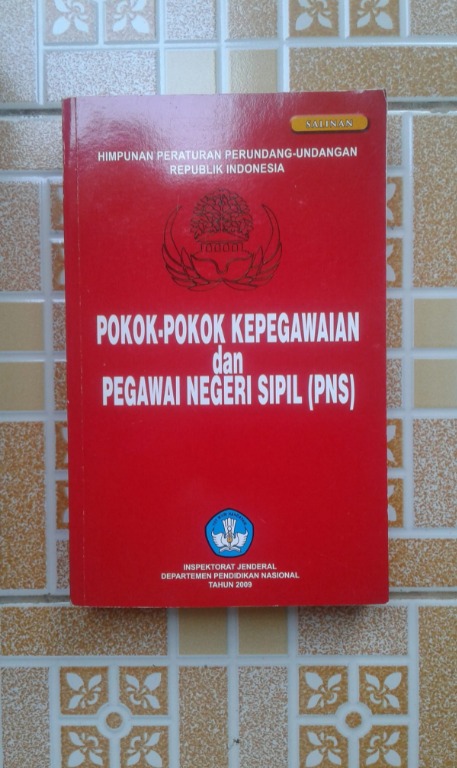 SALINAN
HIMPUNAN PERATURAN PERUNDANG-UNDANGAN
REPUBLIK INDONESIA
POKOK-POKOK KEPEGAWAIAN
dan
PEGAWAI NEGERI SIPIL (PNS)
INSPEKTORAT JENDERAL
DEPARTEMEN PENDIDIKAN NASIONAL
TAHUN 2009